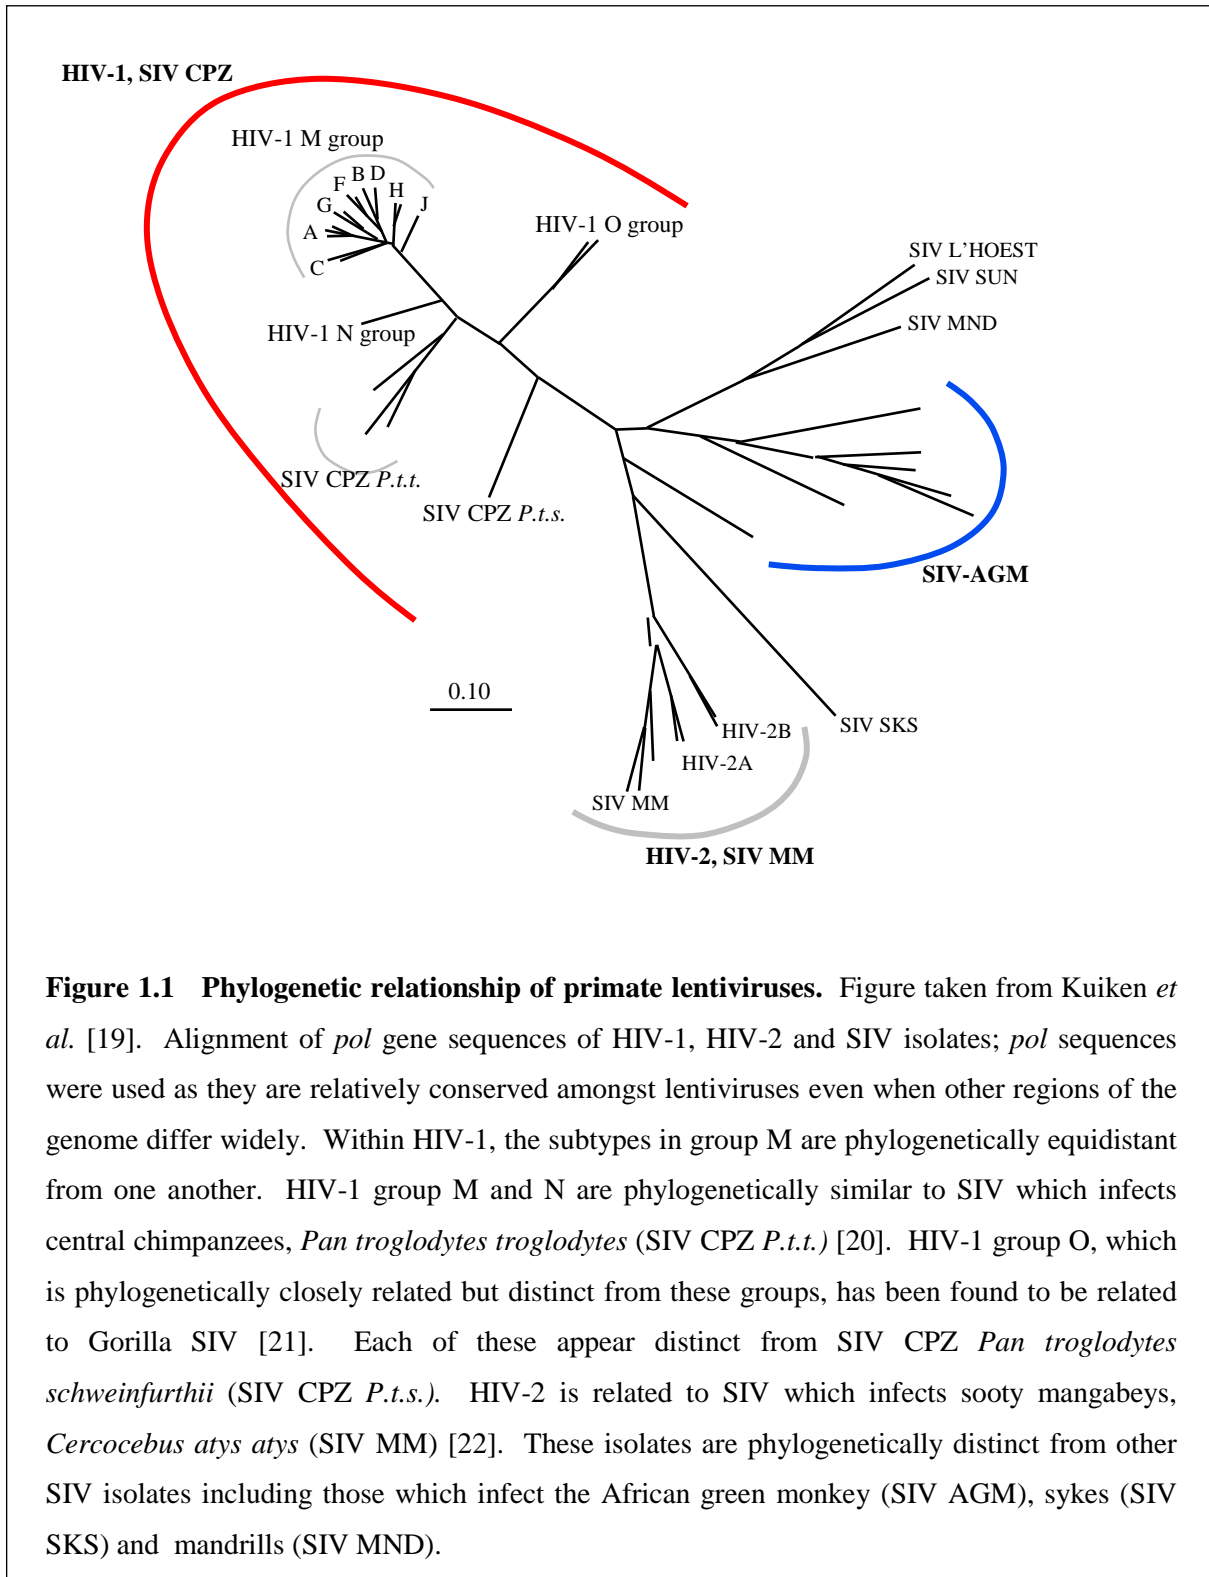 HIV-1, SIV CPZ
HIV-1 M group
B D
F
H
G
J
A
C
HIV-1 O group
SIV L’HOEST
SIV SUN
SIV MND
HIV-1 N group
SIV CPZ P.t.t.
SIV CPZ P.t.s.
SIV-AGM
0.10
SIV SKS
HIV-2B
HIV-2A
SIV MM
HIV-2, SIV MM
Figure 1.1 Phylogenetic relationship of primate lentiviruses. Figure taken from Kuiken et
al. [19]. Alignment of pol gene sequences of HIV-1, HIV-2 and SIV isolates; pol sequences
were used as they are relatively conserved amongst lentiviruses even when other regions of the
genome differ widely. Within HIV-1, the subtypes in group M are phylogenetically equidistant
from one another. HIV-1 group M and N are phylogenetically similar to SIV which infects
central chimpanzees, Pan troglodytes troglodytes (SIV CPZ P.t.t.) [20]. HIV-1 group O, which
is phylogenetically closely related but distinct from these groups, has been found to be related
to Gorilla SIV [21]. Each of these appear distinct from SIV CPZ Pan troglodytes
schweinfurthii (SIV CPZ P.t.s.). HIV-2 is related to SIV which infects sooty mangabeys,
Cercocebus atys atys (SIV MM) [22]. These isolates are phylogenetically distinct from other
SIV isolates including those which infect the African green monkey (SIV AGM), sykes (SIV
SKS) and mandrills (SIV MND).